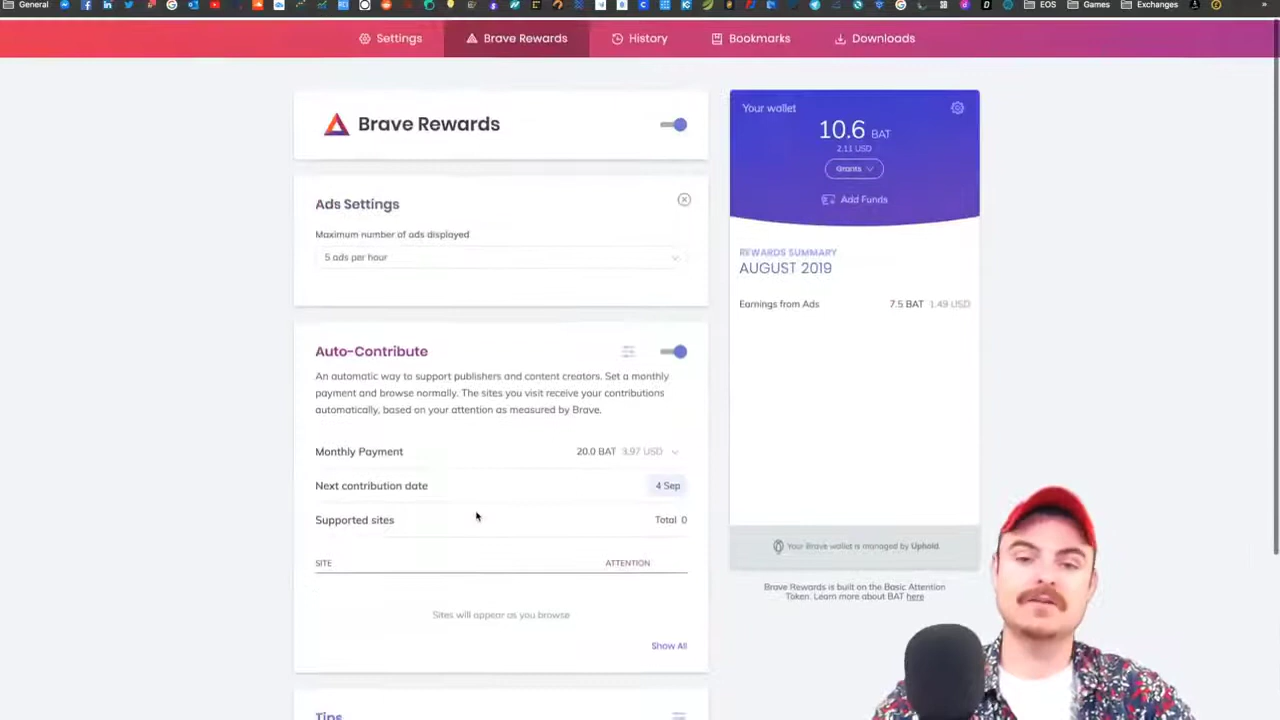 General
EOS
Games
Exchanges
Settings
Brave Rewards
History
Bookmarks
Downloads
Brave Rewards
Ads Settings
Maximum number of ads displayed
5 ads per hour
Auto-Contribute
An automatic way to support publishers and content creators. Set a monthly
payment and browse normally. The sites you visit receive your contributions
automatically, based on your attention as measured by Brave.
Monthly Payment 20.0 BAT 3.97 USD
Next contribution date 4 Sep
Supported sites Total 0
SITE ATTENTION
Sites will appear as you browse
Show All
Tips
Your wallet
10.6 BAT
2.11 USD
Grants
Add Funds
REWARDS SUMMARY
AUGUST 2019
Earnings from Ads 7.5 BAT 1.49 USD
Your Brave wallet is managed by Uphold.
Brave Rewards is built on the Basic Attention
Token. Learn more about BAT here